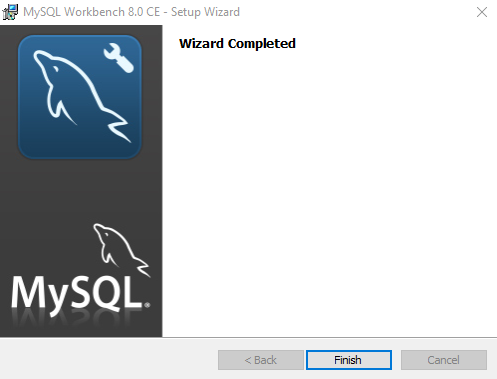 MySQL Workbench 8.0 CE - Setup Wizard
Wizard Completed
MySQL®
< Back
Finish
Cancel